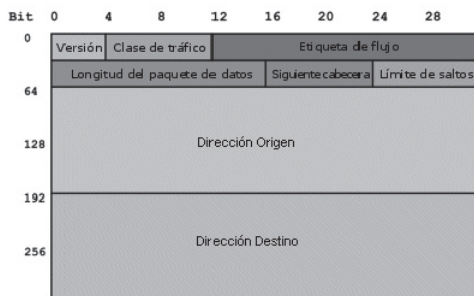 Bit 0 4 8 12 16 20 24 28
0 Versión Clase de tráfico Etiqueta de flujo
Longitud del paquete de datos Siguiente cabecera Límite de saltos
64
128 Dirección Origen
192
Dirección Destino
256